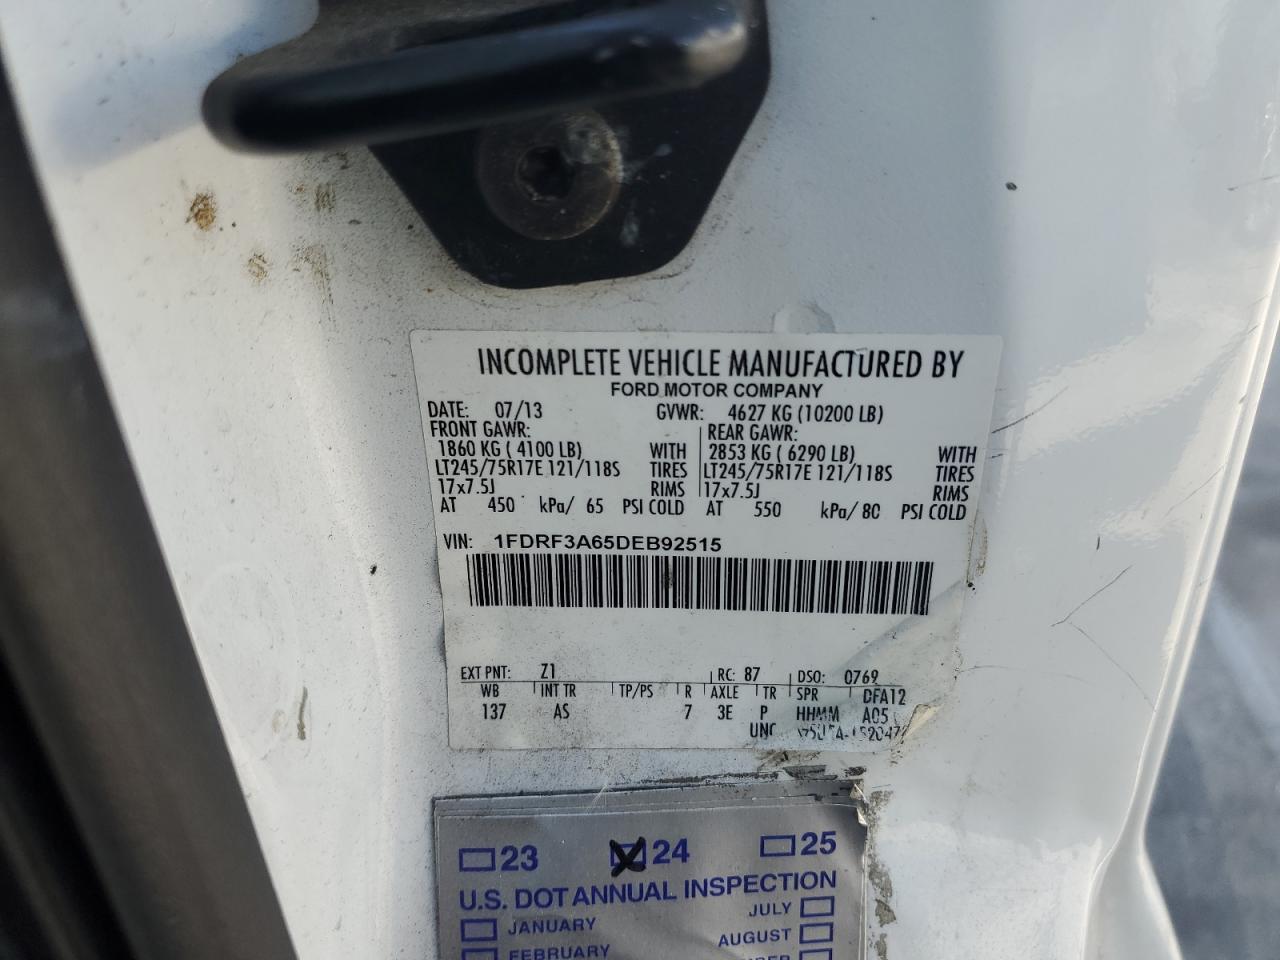 INCOMPLETE VEHICLE MANUFACTURED BY
FORD MOTOR COMPANY
DATE: 07/13 GVWR: 4627 KG (10200 LB)
FRONT GAWR: REAR GAWR:
1860 KG ( 4100 LB) WITH 2853 KG ( 6290 LB) WITH
LT245/75R17E 121/118S TIRES LT245/75R17E 121/118S TIRES
17x7.5J RIMS 17x7.5J RIMS
AT 450 kPa/ 65 PSI COLD AT 550 kPa/ 80 PSI COLD
VIN: 1FDRF3A65DEB92515
EXT PNT: Z1 RC: 87 DSO: 0769
WB INT TR TP/PS R AXLE TR SPR DFA12
137 AS 7 3E P HHMM A05
UNC
23 24 25
U.S. DOT ANNUAL INSPECTION
JANUARY JULY
FEBRUARY AUGUST